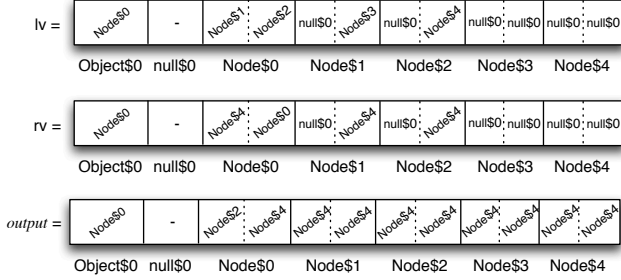 lv = Node$0 - Node$1 Node$2 null$0 Node$3 null$0 Node$4 null$0 null$0 null$0 null$0
Object$0 null$0 Node$0 Node$1 Node$2 Node$3 Node$4
rv = Node$0 - Node$4 Node$0 null$0 Node$4 null$0 Node$4 null$0 null$0 null$0 null$0
Object$0 null$0 Node$0 Node$1 Node$2 Node$3 Node$4
output = Node$0 - Node$2 Node$4 Node$4 Node$4 Node$4 Node$4 Node$4 Node$4 Node$4 Node$4
Object$0 null$0 Node$0 Node$1 Node$2 Node$3 Node$4